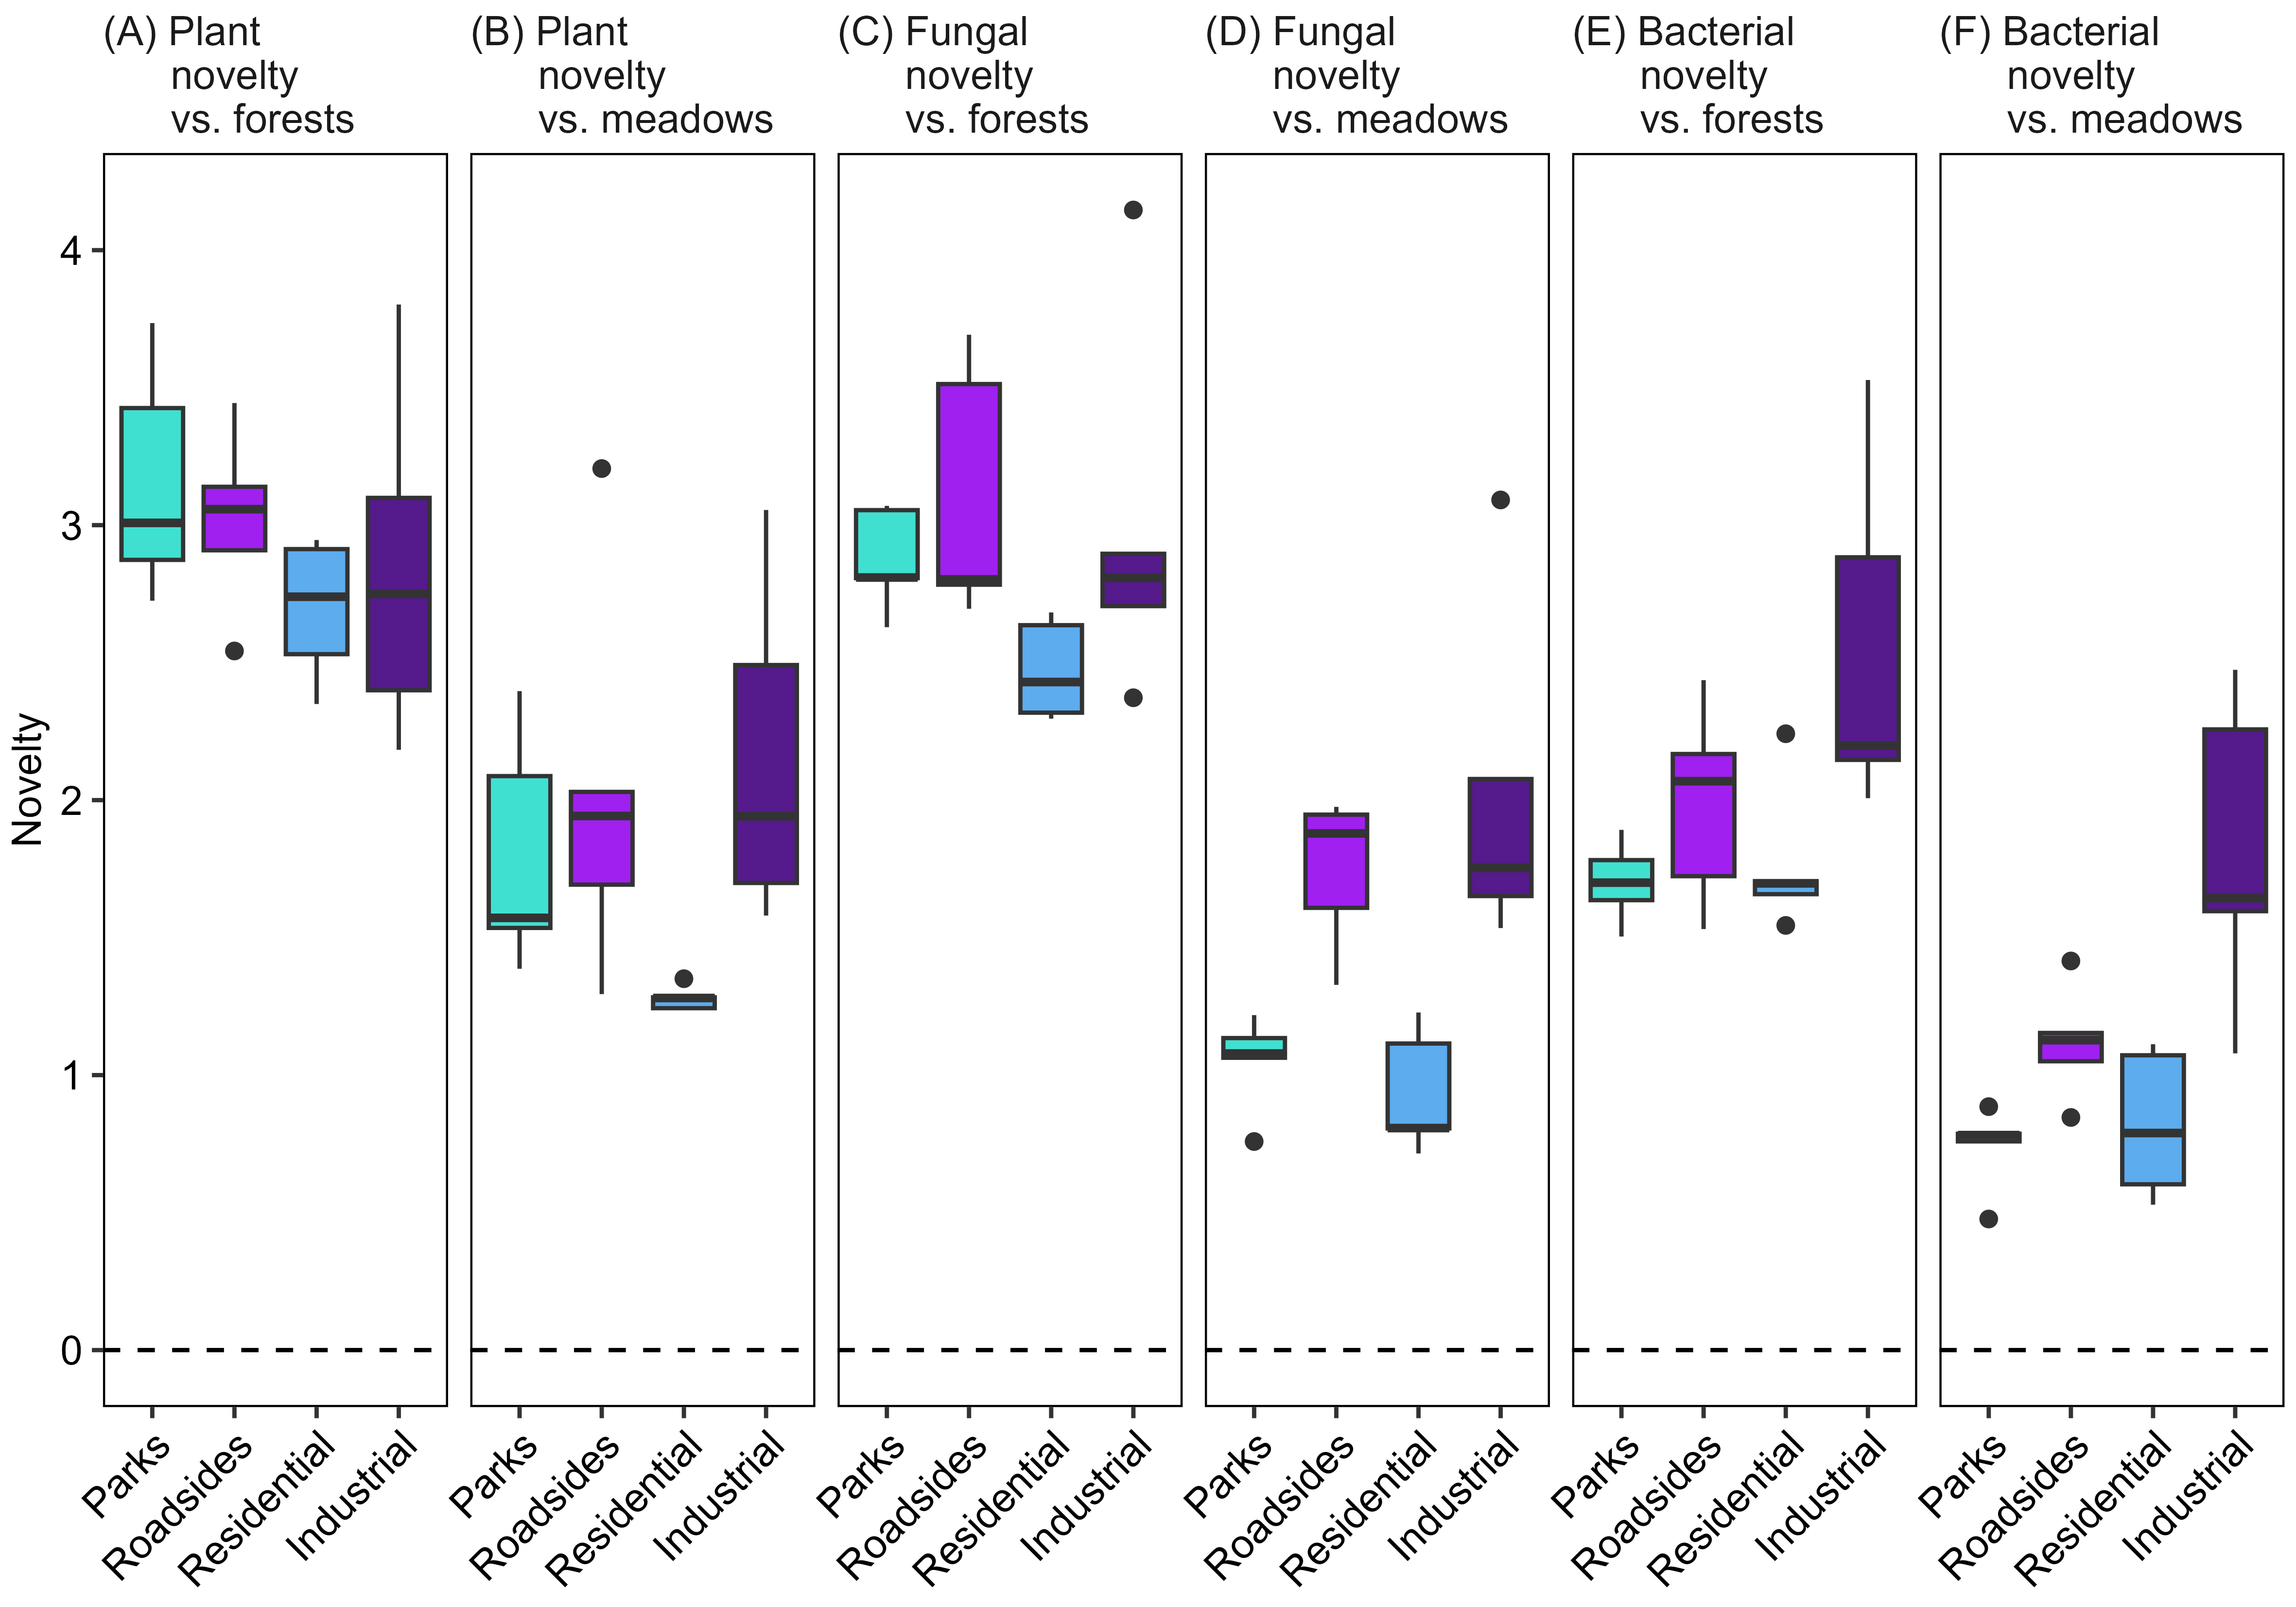 (A) Plant
novelty
vs. forests
(B) Plant
novelty
vs. meadows
(C) Fungal
novelty
vs. forests
(D) Fungal
novelty
vs. meadows
(E) Bacterial
novelty
vs. forests
(F) Bacterial
novelty
vs. meadows
Novelty
4
3
2
1
0
Parks
Roadsides
Residential
Industrial
Parks
Roadsides
Residential
Industrial
Parks
Roadsides
Residential
Industrial
Parks
Roadsides
Residential
Industrial
Parks
Roadsides
Residential
Industrial
Parks
Roadsides
Residential
Industrial